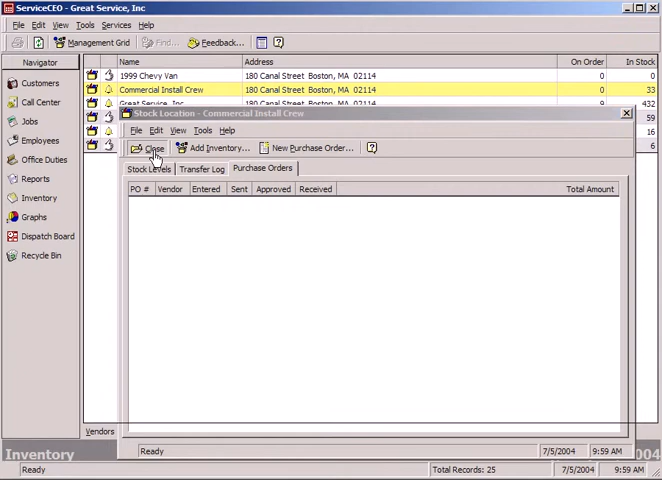 ServiceCEO - Great Service, Inc
File Edit View Tools Services Help
Management Grid Find... Feedback...
Navigator Name Address On Order In Stock
1999 Chevy Van 180 Canal Street Boston, MA 02114 0 0
Customers Commercial Install Crew 180 Canal Street Boston, MA 02114 0 33
Call Center Great Service, Inc 180 Canal Street Boston, MA 02114 9 432
Stock Location - Commercial Install Crew
59
Jobs File Edit View Tools Help 16
Employees Close Add Inventory... New Purchase Order... 6
Office Duties Stock Levels Transfer Log Purchase Orders
Reports PO # Vendor Entered Sent Approved Received Total Amount
Inventory
Graphs
Dispatch Board
Recycle Bin
Vendors
Ready 7/5/2004 9:59 AM
Inventory 004
Ready Total Records: 25 7/5/2004 9:59 AM